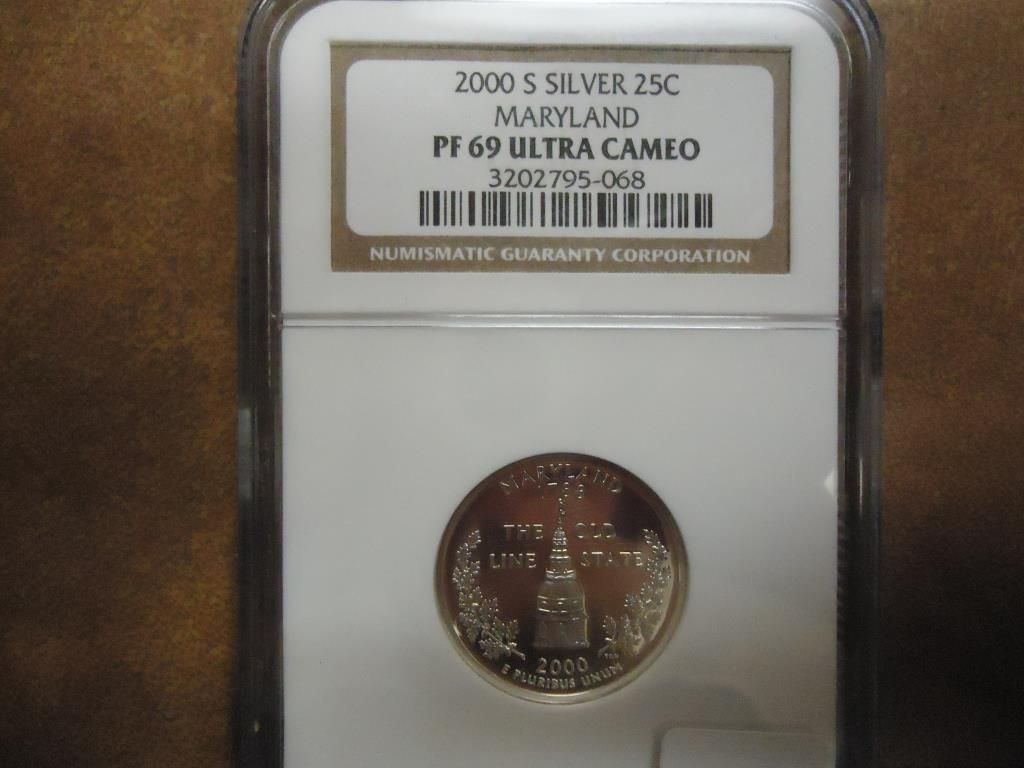 2000 S SILVER 25C
MARYLAND
PF 69 ULTRA CAMEO
3202795-068
NUMISMATIC GUARANTY CORPORATION
MARYLAND
1788
THE OLD
LINE STATE
2000
E PLURIBUS UNUM